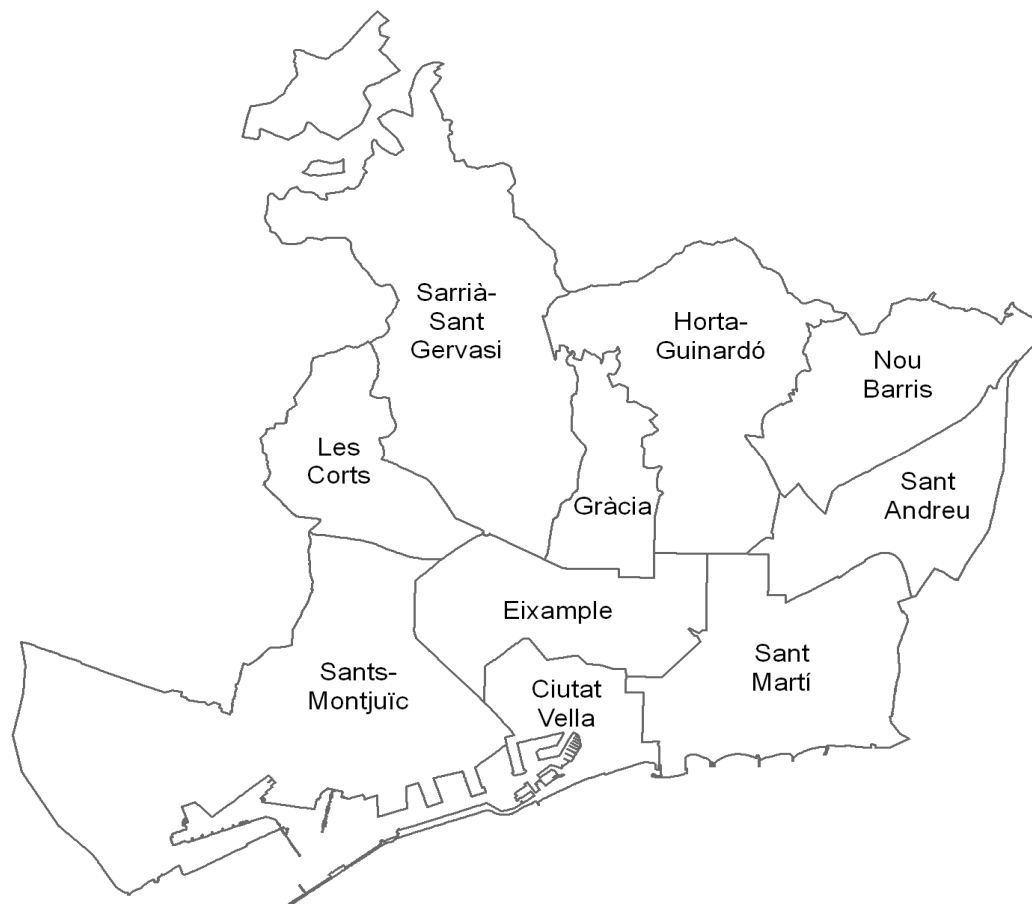 Sarrià-
Sant
Gervasi
Horta-
Guinardó
Nou
Barris
Les
Corts
Gràcia
Sant
Andreu
Eixample
Sants-
Montjuïc
Ciutat
Vella
Sant
Martí